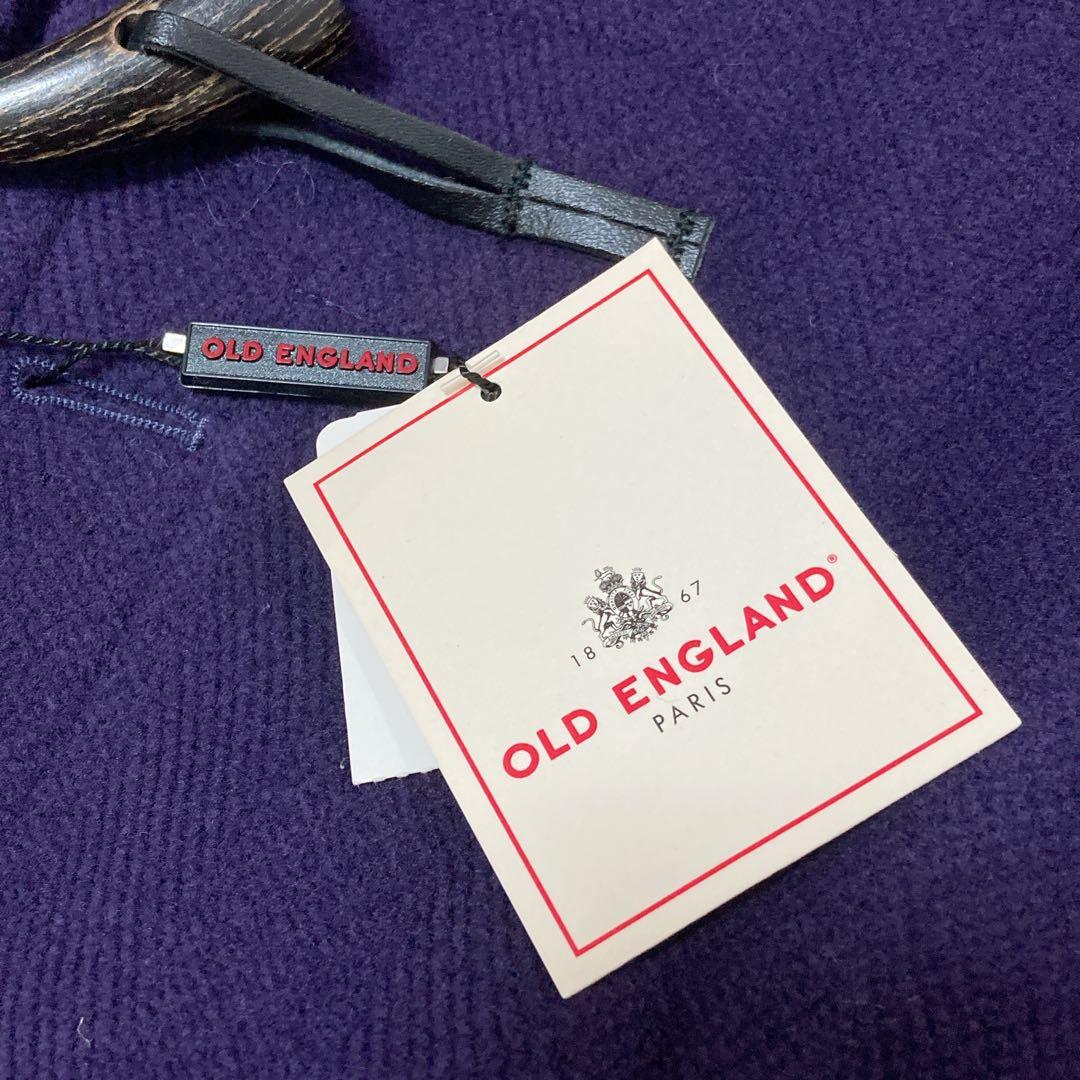 OLD ENGLAND
18 67
OLD ENGLAND®
PARIS